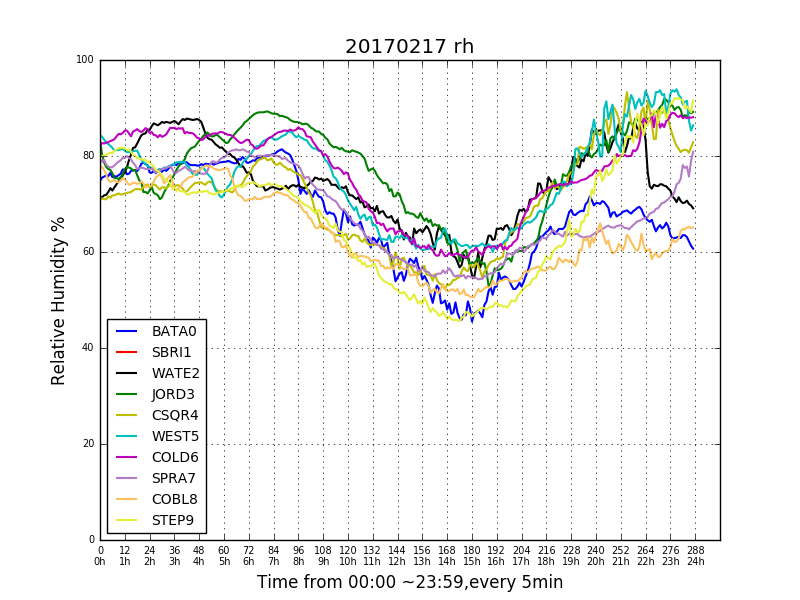 20170217 rh
100
80
60
40
20
0
Relative Humidity %
BATA0
SBRI1
WATE2
JORD3
CSQR4
WEST5
COLD6
SPRA7
COBL8
STEP9
0 12 24 36 48 60 72 84 96 108 120 132 144 156 168 180 192 204 216 228 240 252 264 276 288
0h 1h 2h 3h 4h 5h 6h 7h 8h 9h 10h 11h 12h 13h 14h 15h 16h 17h 18h 19h 20h 21h 22h 23h 24h
Time from 00:00 ~23:59,every 5min